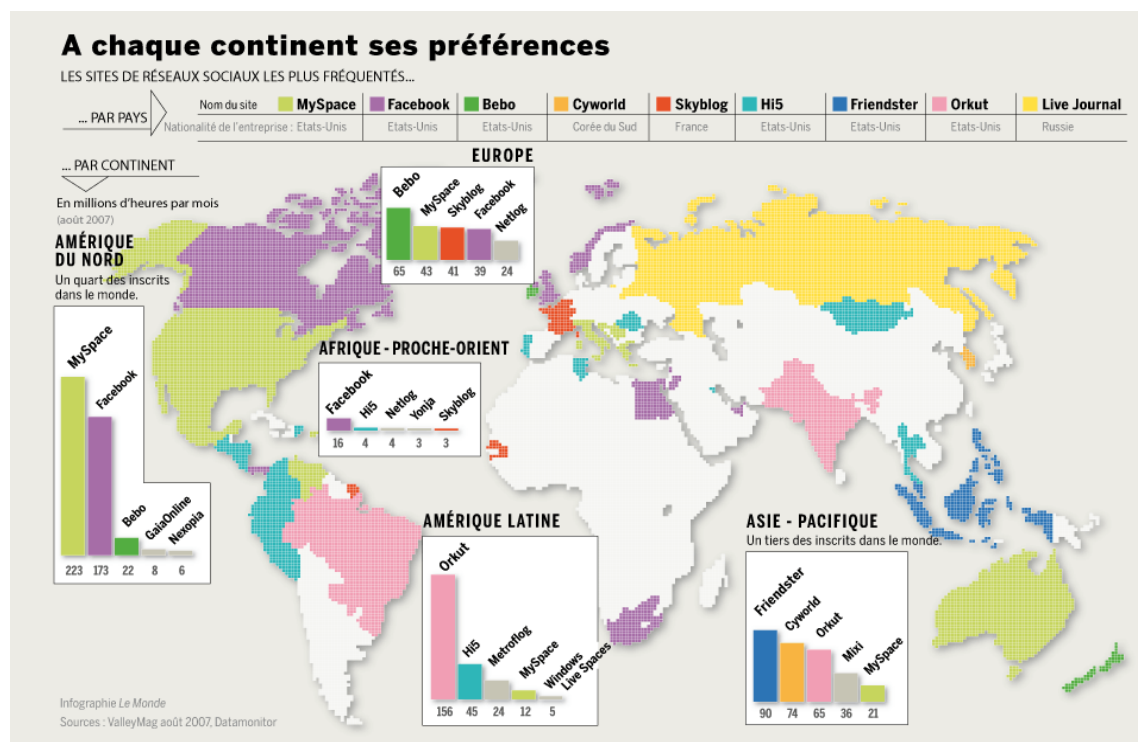 A chaque continent ses préférences
LES SITES DE RÉSEAUX SOCIAUX LES PLUS FRÉQUENTÉS...
... PAR PAYS
Nom du site MySpace Facebook Bebo Cyworld Skyblog Hi5 Friendster Orkut Live Journal
Nationalité de l'entreprise : Etats-Unis Etats-Unis Etats-Unis Corée du Sud France Etats-Unis Etats-Unis Etats-Unis Russie
... PAR CONTINENT
En millions d'heures par mois
(août 2007)
AMÉRIQUE
DU NORD
Un quart des inscrits
dans le monde.
MySpace
Facebook
Bebo
GaiaOnline
Nexopia
223 173 22 8 6
EUROPE
Bebo
MySpace
Skyblog
Facebook
Netlog
65 43 41 39 24
AFRIQUE - PROCHE-ORIENT
Facebook
Hi5
Netlog
Yonja
Skyblog
16 4 4 3 3
AMÉRIQUE LATINE
Orkut
Hi5
Metroflog
MySpace
Windows
Live Spaces
156 45 24 12 5
ASIE - PACIFIQUE
Un tiers des inscrits dans le monde.
Friendster
Cyworld
Orkut
Mixi
MySpace
90 74 65 36 21
Infographie Le Monde
Sources : ValleyMag août 2007, Datamonitor